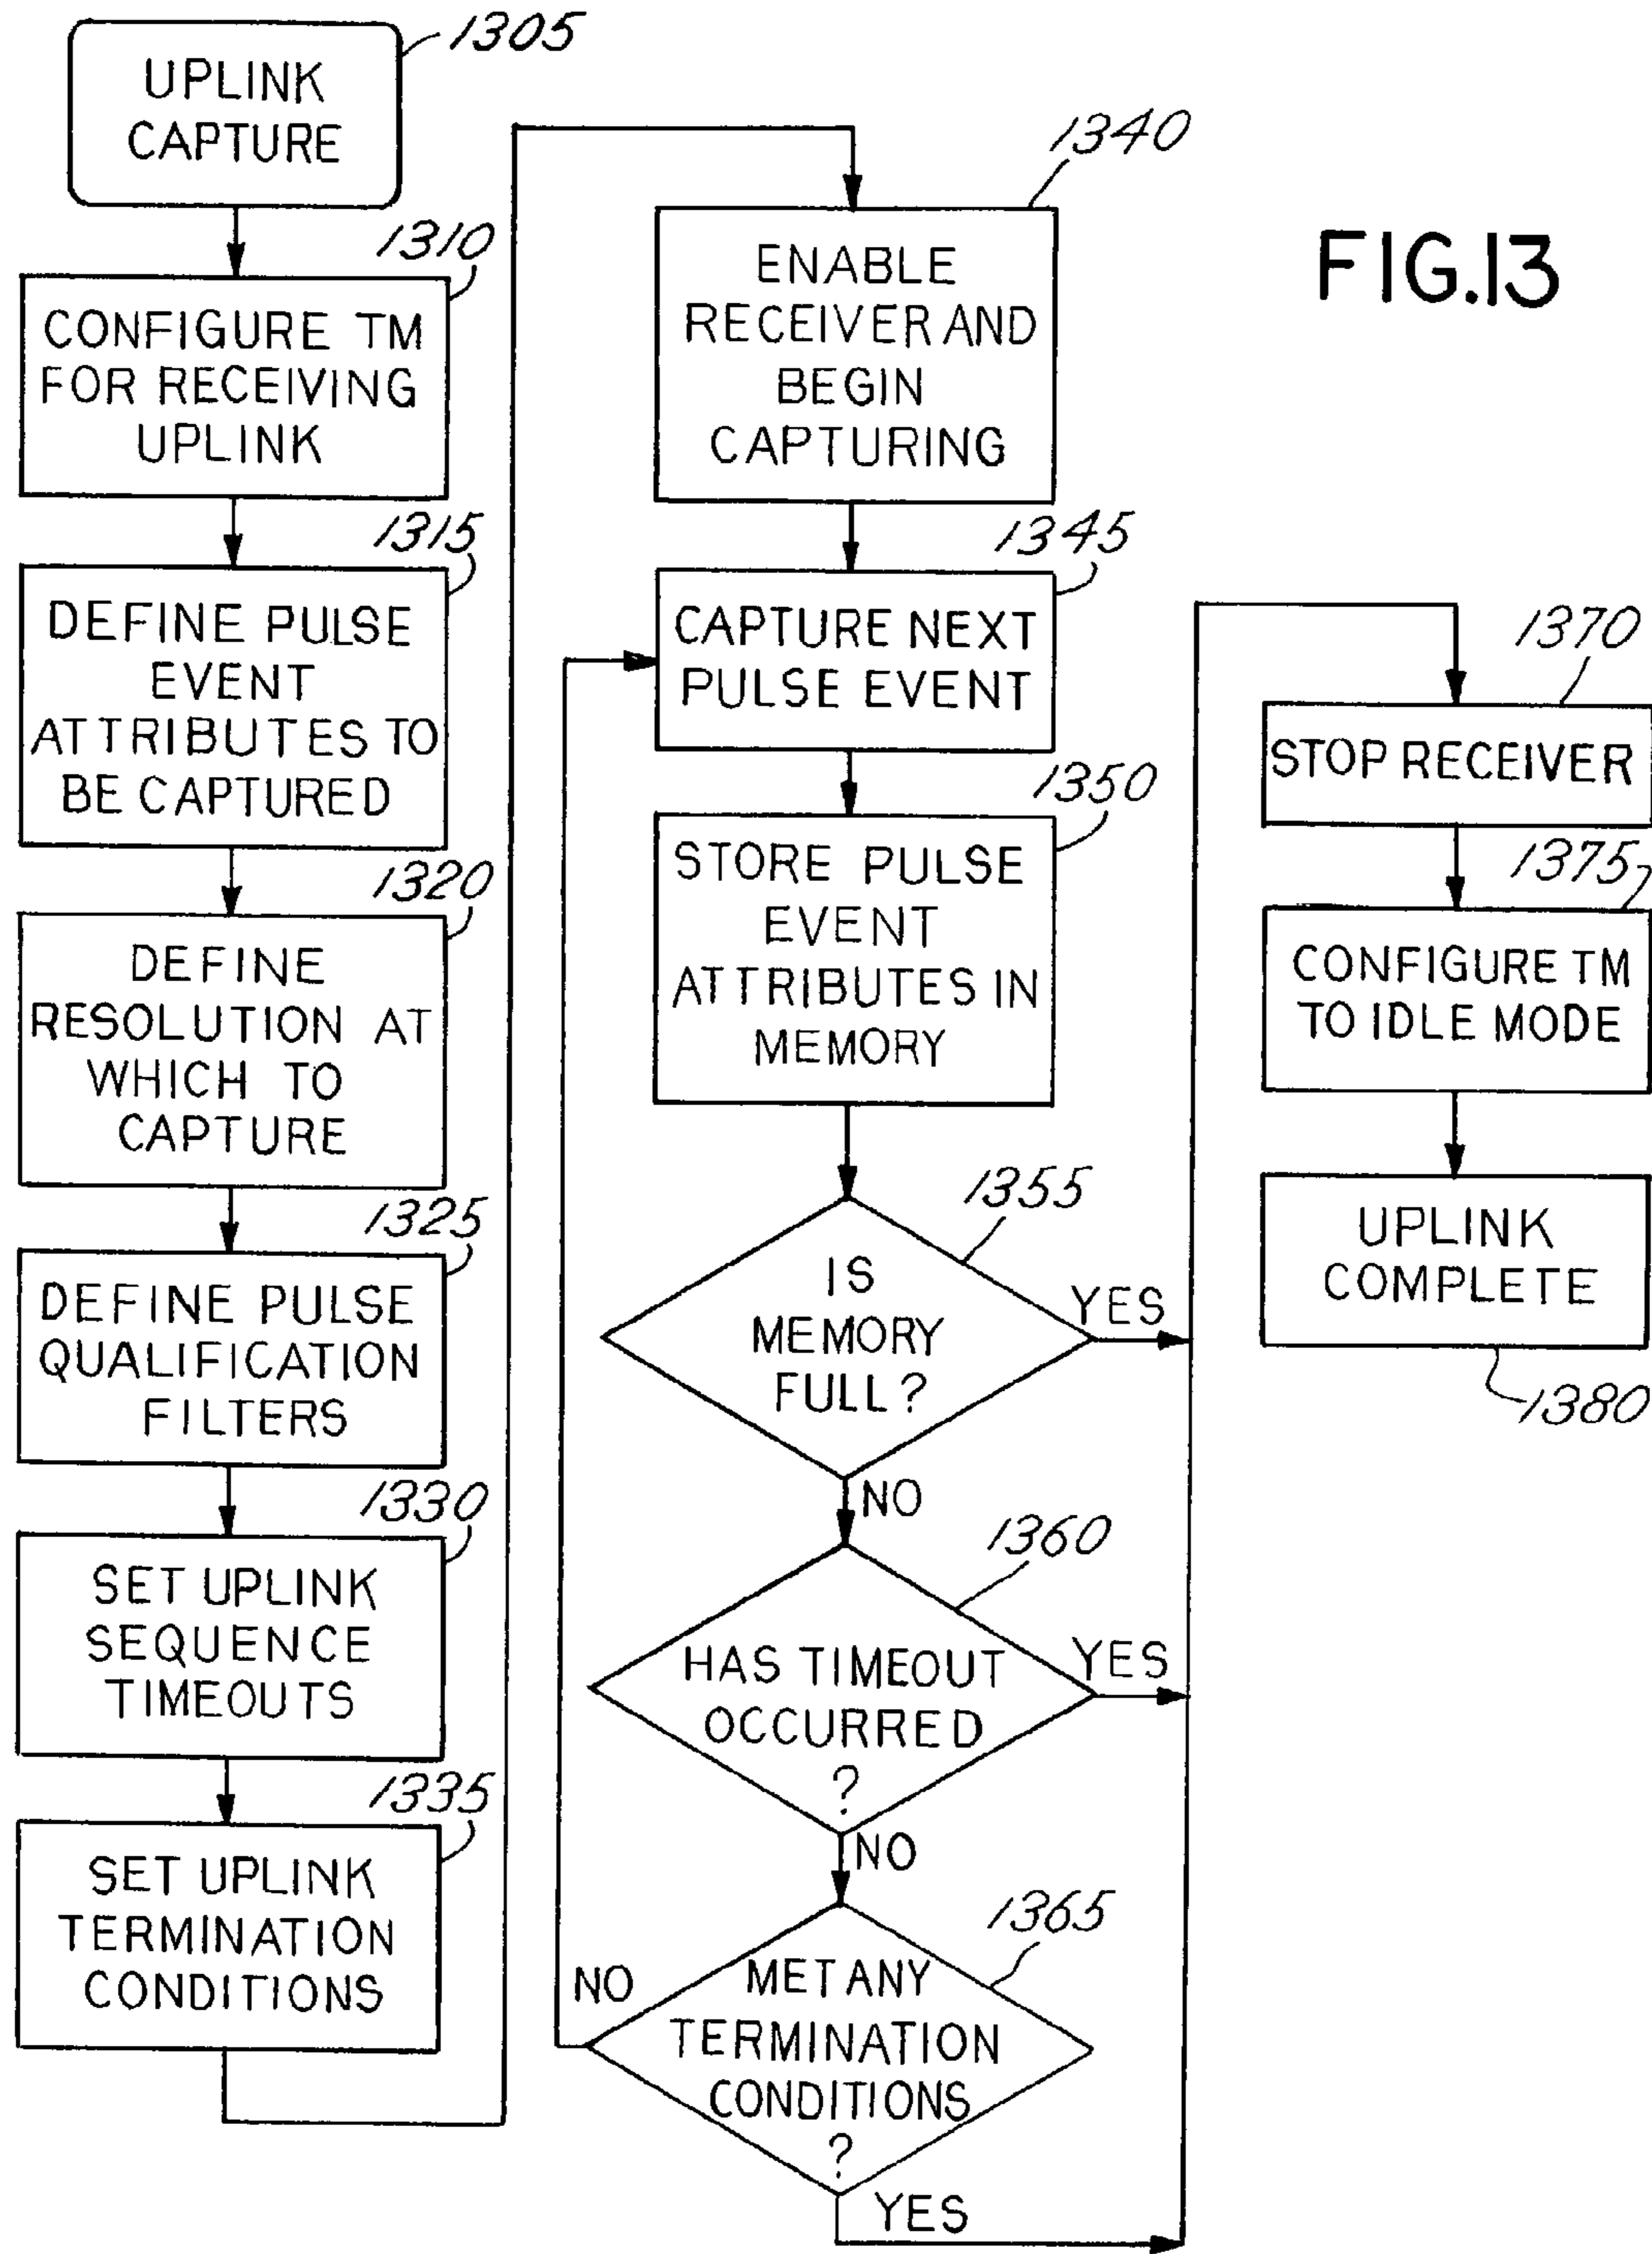 1305
UPLINK
CAPTURE
1310
CONFIGURE TM
FOR RECEIVING
UPLINK
1315
DEFINE PULSE
EVENT
ATTRIBUTES TO
BE CAPTURED
1320
DEFINE
RESOLUTION AT
WHICH TO
CAPTURE
1325
DEFINE PULSE
QUALIFICATION
FILTERS
1330
SET UPLINK
SEQUENCE
TIMEOUTS
1335
SET UPLINK
TERMINATION
CONDITIONS
1340
ENABLE
RECEIVER AND
BEGIN
CAPTURING
1345
CAPTURE NEXT
PULSE EVENT
1350
STORE PULSE
EVENT
ATTRIBUTES IN
MEMORY
1355
IS
MEMORY
FULL?
YES
NO
1360
HAS TIMEOUT
OCCURRED
?
YES
NO
1365
MET ANY
TERMINATION
CONDITIONS
?
NO
YES
FIG.13
1370
STOP RECEIVER
1375
CONFIGURE TM
TO IDLE MODE
UPLINK
COMPLETE
1380